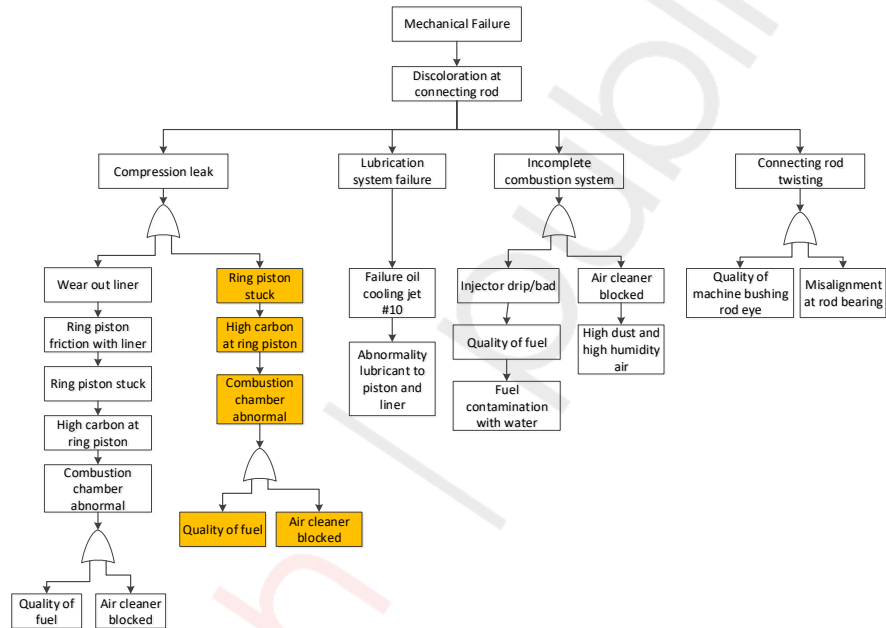 Mechanical Failure
Discoloration at
connecting rod
Compression leak
Lubrication
system failure
Incomplete
combustion system
Connecting rod
twisting
Wear out liner
Ring piston
friction with liner
Ring piston stuck
High carbon at
ring piston
Combustion
chamber
abnormal
Quality of
fuel
Air cleaner
blocked
Ring piston
stuck
High carbon
at ring piston
Combustion
chamber
abnormal
Quality of fuel
Air cleaner
blocked
Failure oil
cooling jet
#10
Abnormality
lubricant to
piston and
liner
Injector drip/bad
Quality of fuel
Fuel
contamination
with water
Air cleaner
blocked
High dust and
high humidity
air
Quality of
machine bushing
rod eye
Misalignment
at rod bearing
h | publi